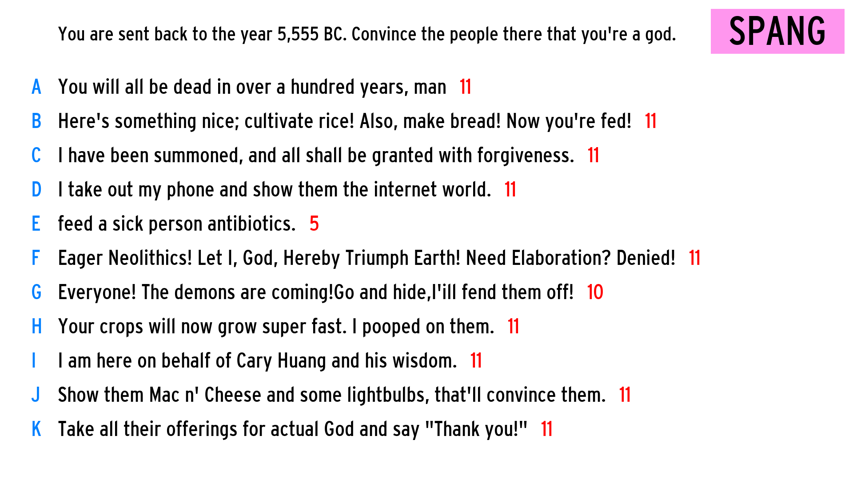 You are sent back to the year 5,555 BC. Convince the people there that you're a god.
SPANG
A You will all be dead in over a hundred years, man 11
B Here's something nice; cultivate rice! Also, make bread! Now you're fed! 11
C I have been summoned, and all shall be granted with forgiveness. 11
D I take out my phone and show them the internet world. 11
E feed a sick person antibiotics. 5
F Eager Neolithics! Let I, God, Hereby Triumph Earth! Need Elaboration? Denied! 11
G Everyone! The demons are coming!Go and hide,I'ill fend them off! 10
H Your crops will now grow super fast. I pooped on them. 11
I I am here on behalf of Cary Huang and his wisdom. 11
J Show them Mac n' Cheese and some lightbulbs, that'll convince them. 11
K Take all their offerings for actual God and say "Thank you!" 11